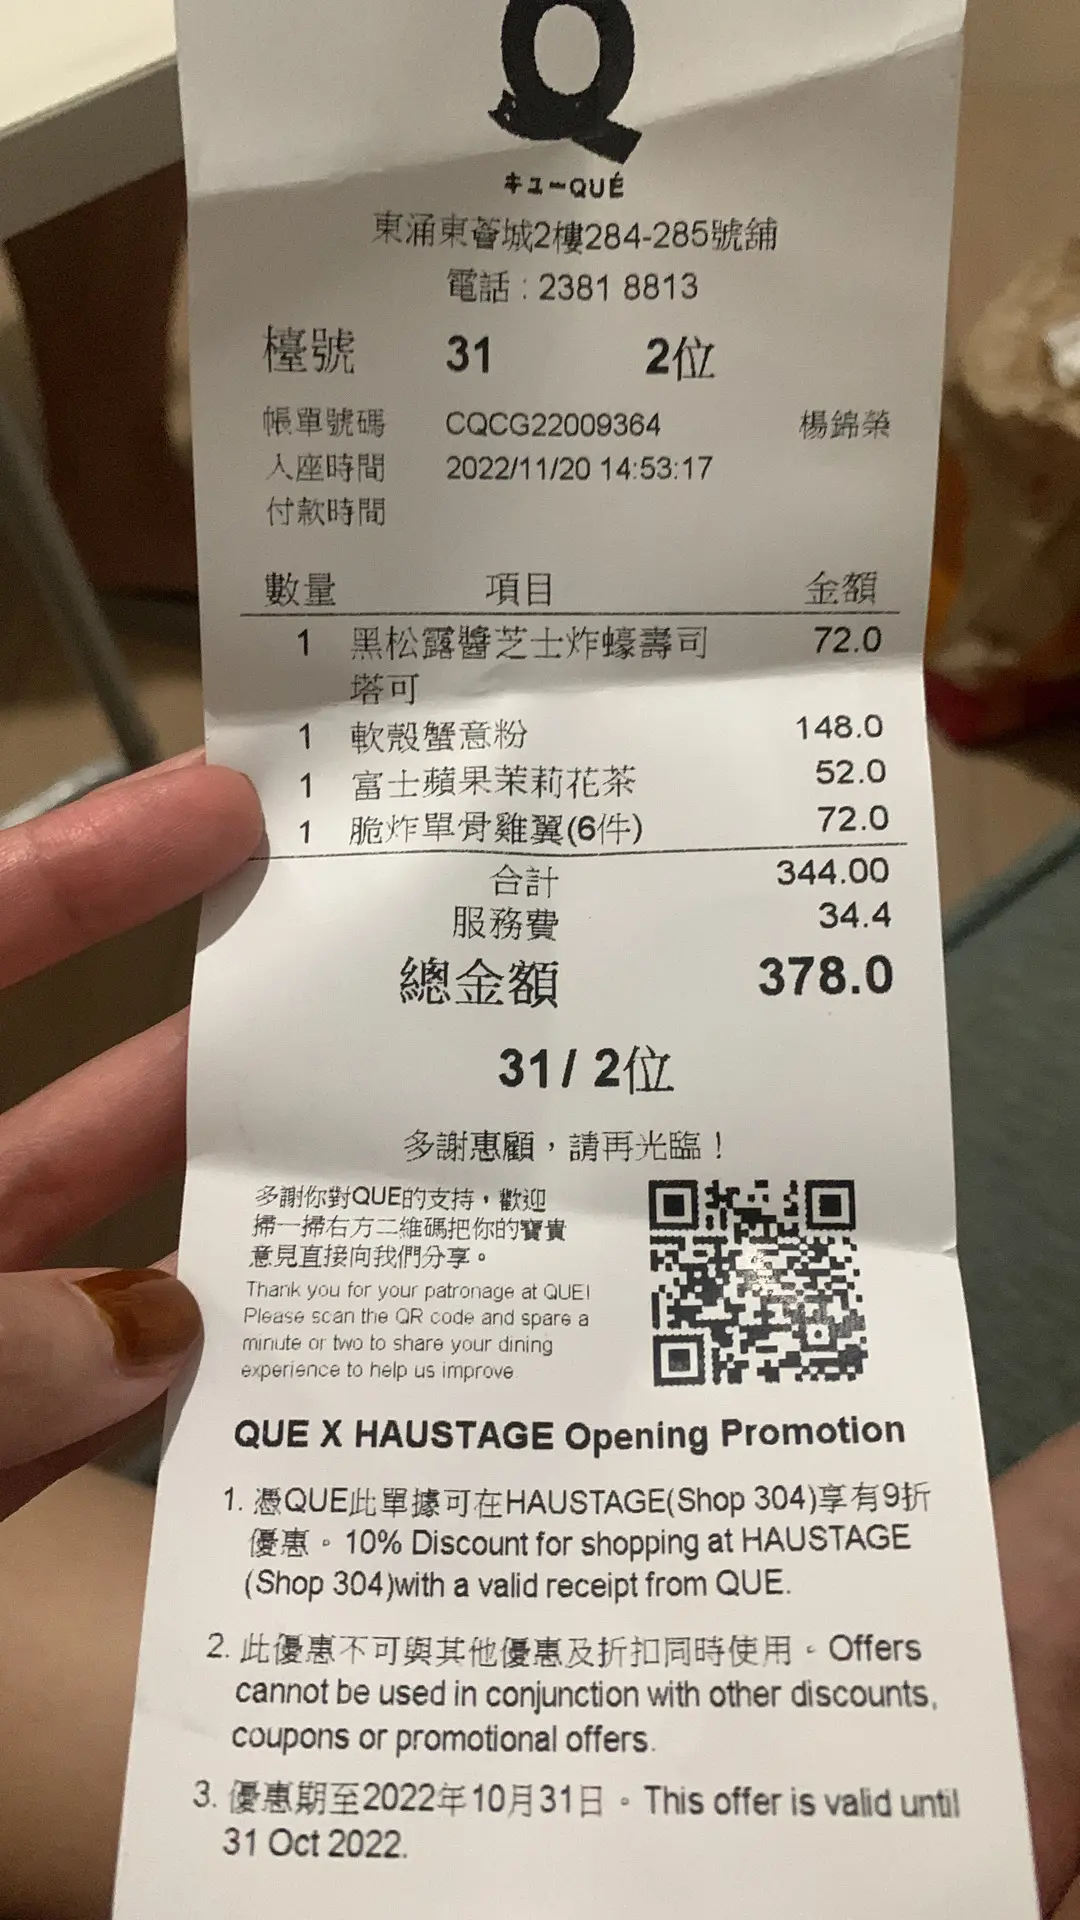 Q
キューQUÉ
東涌東薈城2樓284-285號舖
電話 : 2381 8813
檯號 31 2位
帳單號碼 CQCG22009364 楊錦榮
入座時間 2022/11/20 14:53:17
付款時間
數量 項目 金額
1 黑松露醬芝士炸蠔壽司 72.0
塔可
1 軟殼蟹意粉 148.0
1 富士蘋果茉莉花茶 52.0
1 脆炸單骨雞翼(6件) 72.0
合計 344.00
服務費 34.4
總金額 378.0
31 / 2位
多謝惠顧，請再光臨！
多謝你對QUE的支持，歡迎
掃一掃右方二維碼把你的寶貴
意見直接向我們分享。
Thank you for your patronage at QUE!
Please scan the QR code and spare a
minute or two to share your dining
experience to help us improve.
QUE X HAUSTAGE Opening Promotion
1. 憑QUE此單據可在HAUSTAGE(Shop 304)享有9折
優惠。10% Discount for shopping at HAUSTAGE
(Shop 304)with a valid receipt from QUE.
2. 此優惠不可與其他優惠及折扣同時使用。Offers
cannot be used in conjunction with other discounts,
coupons or promotional offers.
3. 優惠期至2022年10月31日。This offer is valid until
31 Oct 2022.